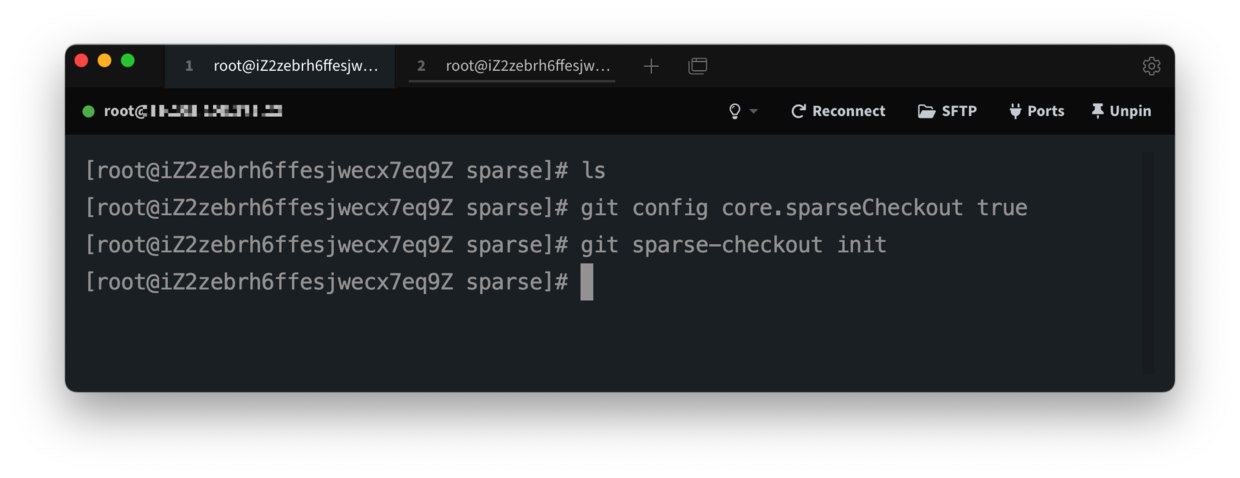 1 root@iZ2zebrh6ffesjw... 2 root@iZ2zebrh6ffesjw...
root@ Reconnect SFTP Ports Unpin
[root@iZ2zebrh6ffesjwecx7eq9Z sparse]# ls
[root@iZ2zebrh6ffesjwecx7eq9Z sparse]# git config core.sparseCheckout true
[root@iZ2zebrh6ffesjwecx7eq9Z sparse]# git sparse-checkout init
[root@iZ2zebrh6ffesjwecx7eq9Z sparse]#